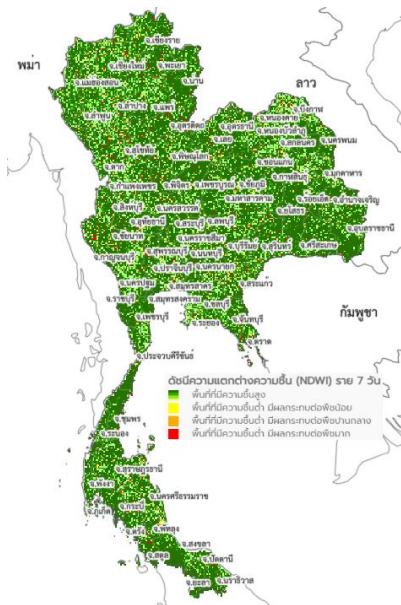 จ.เชียงราย
พม่า
จ.เชียงใหม่
จ.พะเยา
จ.แม่ฮ่องสอน
จ.น่าน
ลาว
จ.ลำปาง
จ.แพร่
จ.ลำพูน
จ.บึงกาฬ
จ.หนองคาย
จ.อุตรดิตถ์
จ.อุดรธานี
จ.หนองบัวลำภู
จ.เลย
จ.สกลนคร
จ.นครพนม
จ.สุโขทัย
จ.พิษณุโลก
จ.ขอนแก่น
จ.ตาก
จ.กาฬสินธุ์
จ.มุกดาหาร
จ.กำแพงเพชร
จ.พิจิตร
จ.เพชรบูรณ์
จ.ชัยภูมิ
จ.มหาสารคาม
จ.ร้อยเอ็ด
จ.อำนาจเจริญ
จ.สิงหบุรี
จ.นครสวรรค์
จ.ยโสธร
จ.อุทัยธานี
จ.สระบุรี
จ.ลพบุรี
จ.อุบลราชธานี
จ.ชัยนาท
จ.นครราชสีมา
จ.บุรีรัมย์
จ.สุรินทร์
จ.ศรีสะเกษ
จ.สุพรรณบุรี
จ.นนทบุรี
จ.กาญจนบุรี
จ.ปราจีนบุรี
จ.นครนายก
จ.นครปฐม
จ.สมุทรสาคร
จ.สระแก้ว
จ.ราชบุรี
จ.สมุทรสงคราม
จ.ชลบุรี
กัมพูชา
จ.เพชรบุรี
จ.ระยอง
จ.จันทบุรี
จ.ตราด
จ.ประจวบคีรีขันธ์
ดัชนีความแตกต่างความชื้น (NDWI) ราย 7 วัน
พื้นที่ที่มีความชื้นสูง
พื้นที่ที่มีความชื้นต่ำ มีผลกระทบต่อพืชน้อย
พื้นที่ที่มีความชื้นต่ำ มีผลกระทบต่อพืชปานกลาง
พื้นที่ที่มีความชื้นต่ำ มีผลกระทบต่อพืชมาก
จ.ชุมพร
จ.ระนอง
จ.สุราษฎรธานี
จ.พังงา
จ.นครศรีธรรมราช
จ.กระบี่
จ.ภูเก็ต
จ.ตรัง
จ.พัทลุง
จ.สงขลา
จ.สตูล
จ.ปัตตานี
จ.ยะลา
จ.นราธิวาส